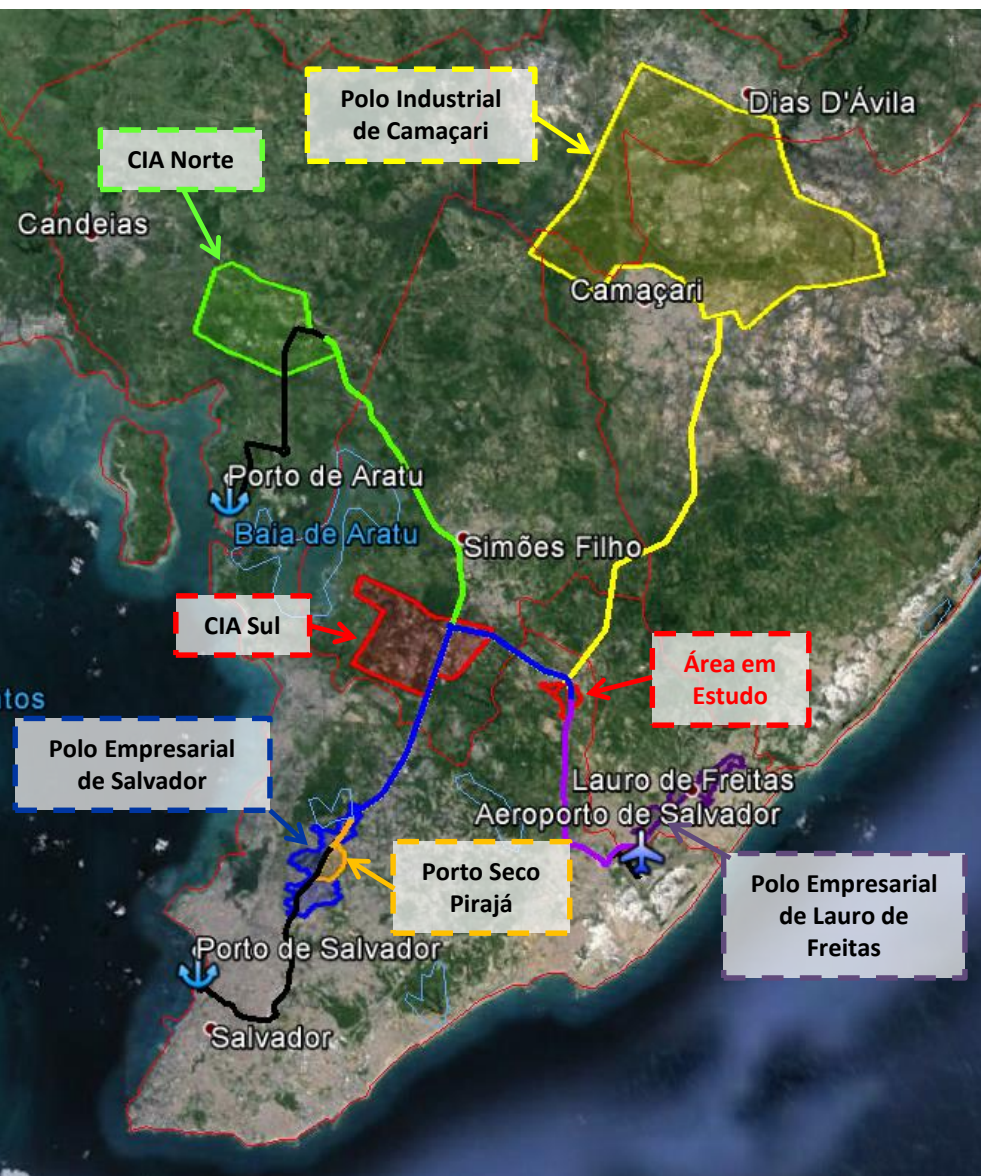 Polo Industrial
de Camaçari
Dias D'Ávila
CIA Norte
Candeias
Camaçari
Porto de Aratu
Baia de Aratu
Simões Filho
CIA Sul
Área em
Estudo
ntos
Polo Empresarial
de Salvador
Lauro de Freitas
Aeroporto de Salvador
Porto Seco
Pirajá
Polo Empresarial
de Lauro de
Freitas
Porto de Salvador
Salvador